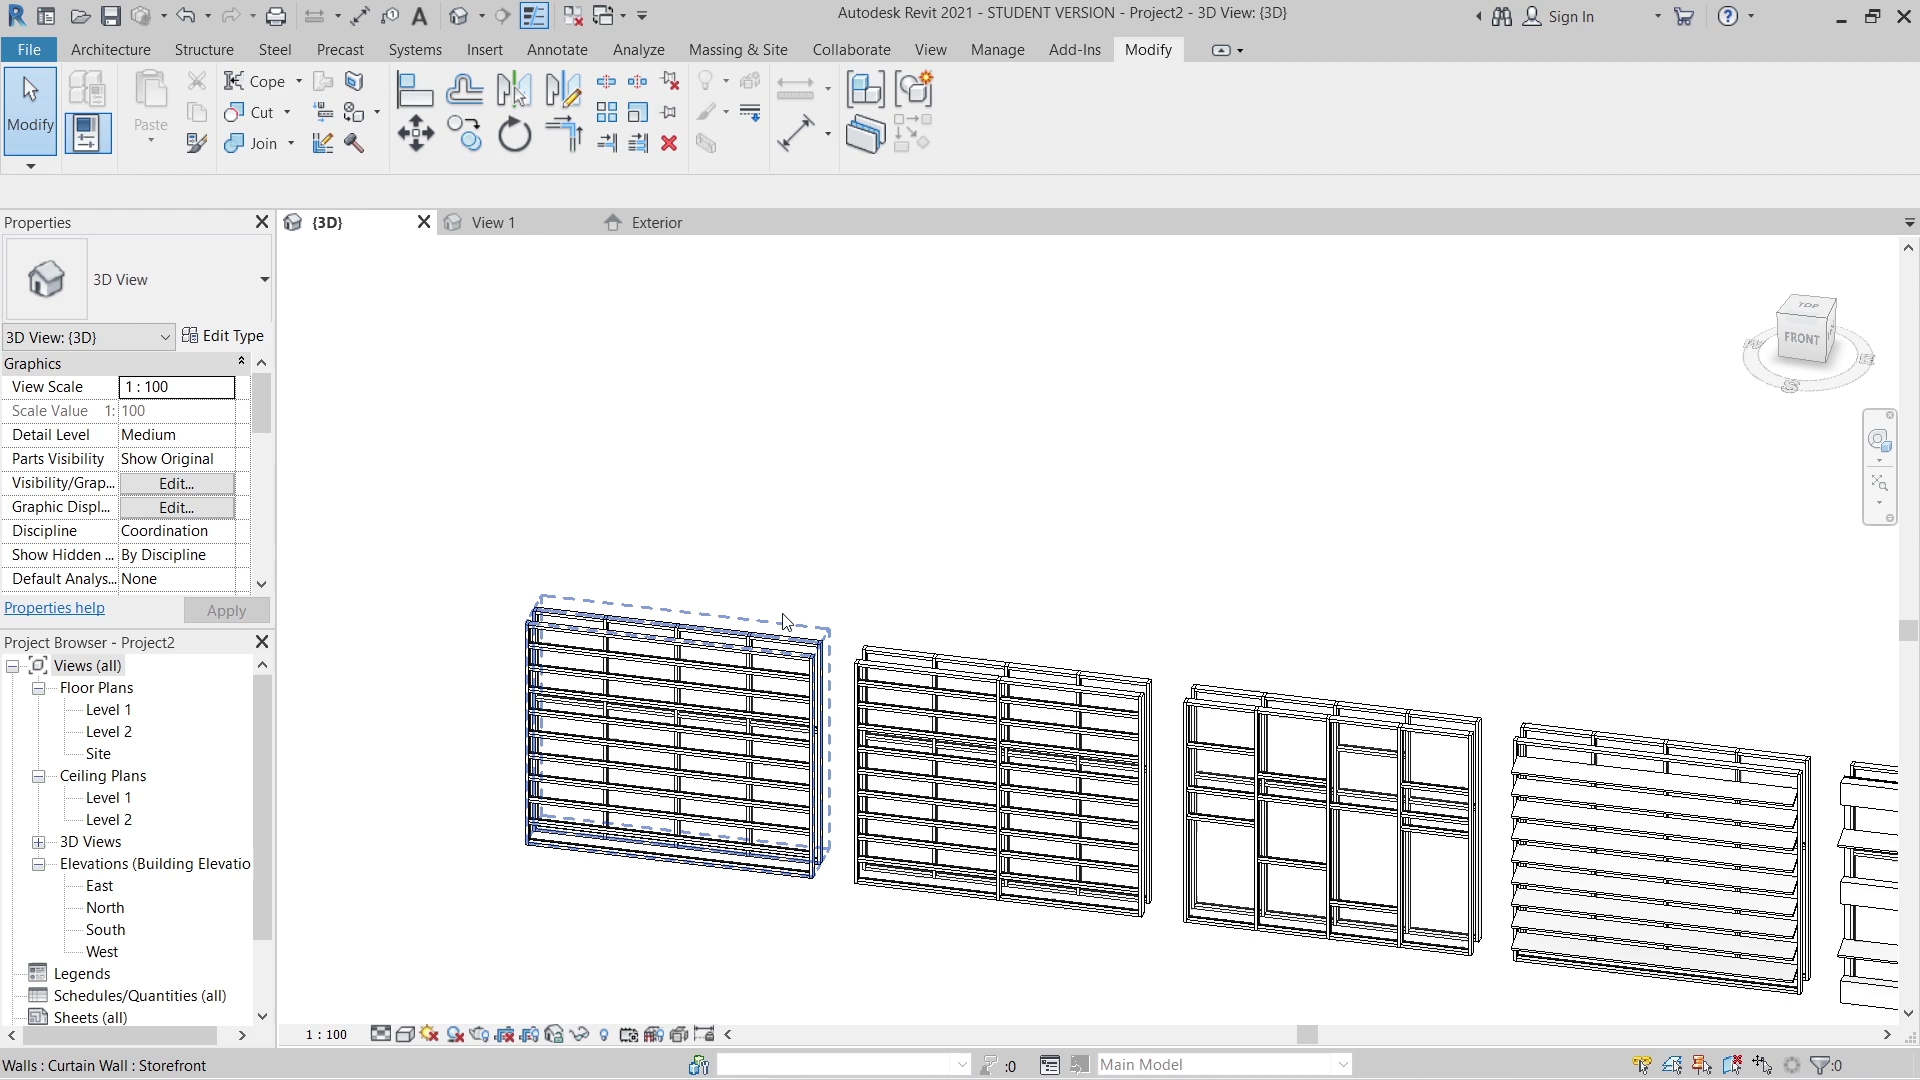 Autodesk Revit 2021 - STUDENT VERSION - Project2 - 3D View: {3D}
Sign In
File
Architecture
Structure
Steel
Precast
Systems
Insert
Annotate
Analyze
Massing & Site
Collaborate
View
Manage
Add-Ins
Modify
Modify
Paste
Cope
Cut
Join
Properties
{3D}
View 1
Exterior
3D View
3D View: {3D}
Edit Type
Graphics
View Scale 1 : 100
Scale Value 1: 100
Detail Level Medium
Parts Visibility Show Original
Visibility/Grap... Edit...
Graphic Displ... Edit...
Discipline Coordination
Show Hidden ... By Discipline
Default Analys... None
Properties help
Apply
Project Browser - Project2
Views (all)
Floor Plans
Level 1
Level 2
Site
Ceiling Plans
Level 1
Level 2
3D Views
Elevations (Building Elevatio
East
North
South
West
Legends
Schedules/Quantities (all)
Sheets (all)
TOP
FRONT
W
S
E
1 : 100
Walls : Curtain Wall : Storefront
:0
Main Model
:0